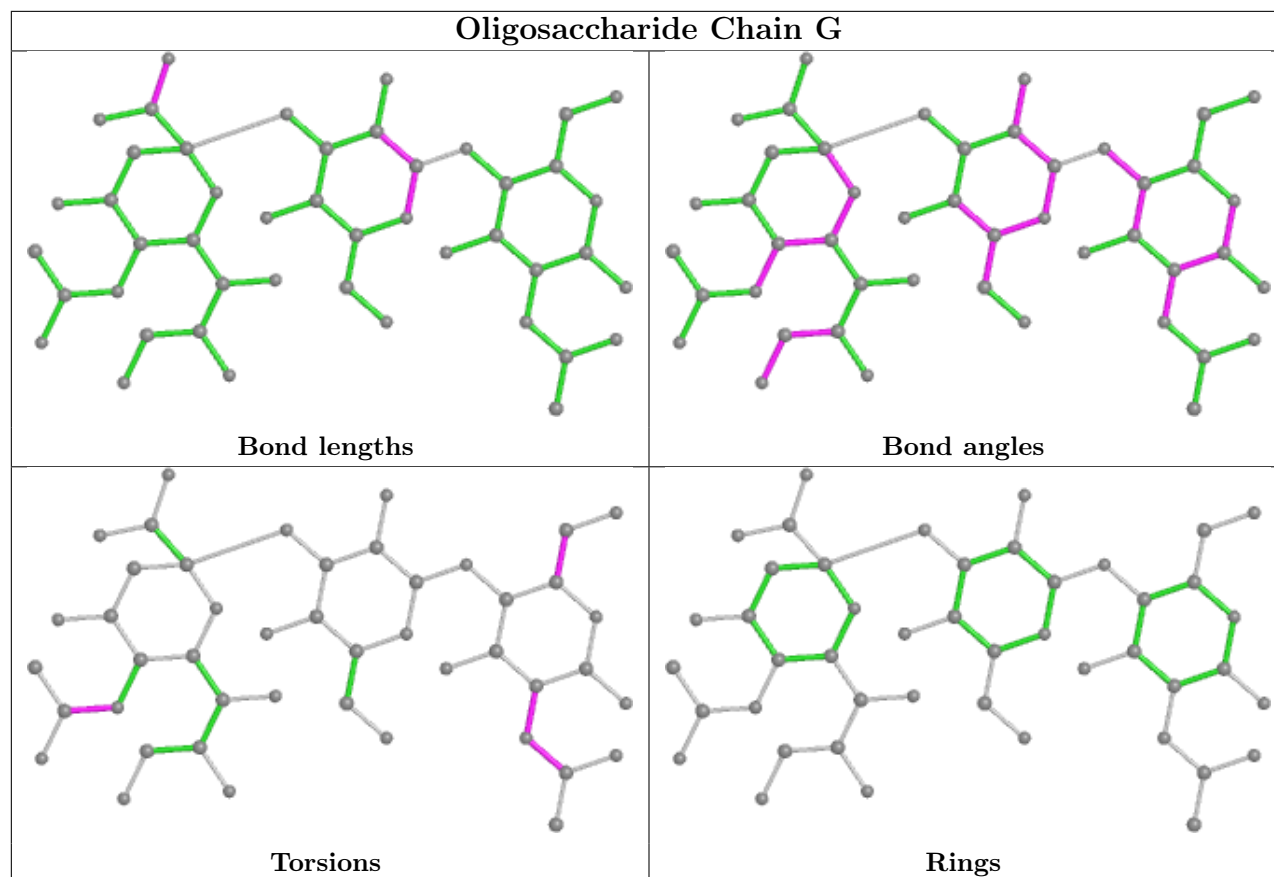 Oligosaccharide Chain G
Bond lengths
Bond angles
Torsions
Rings